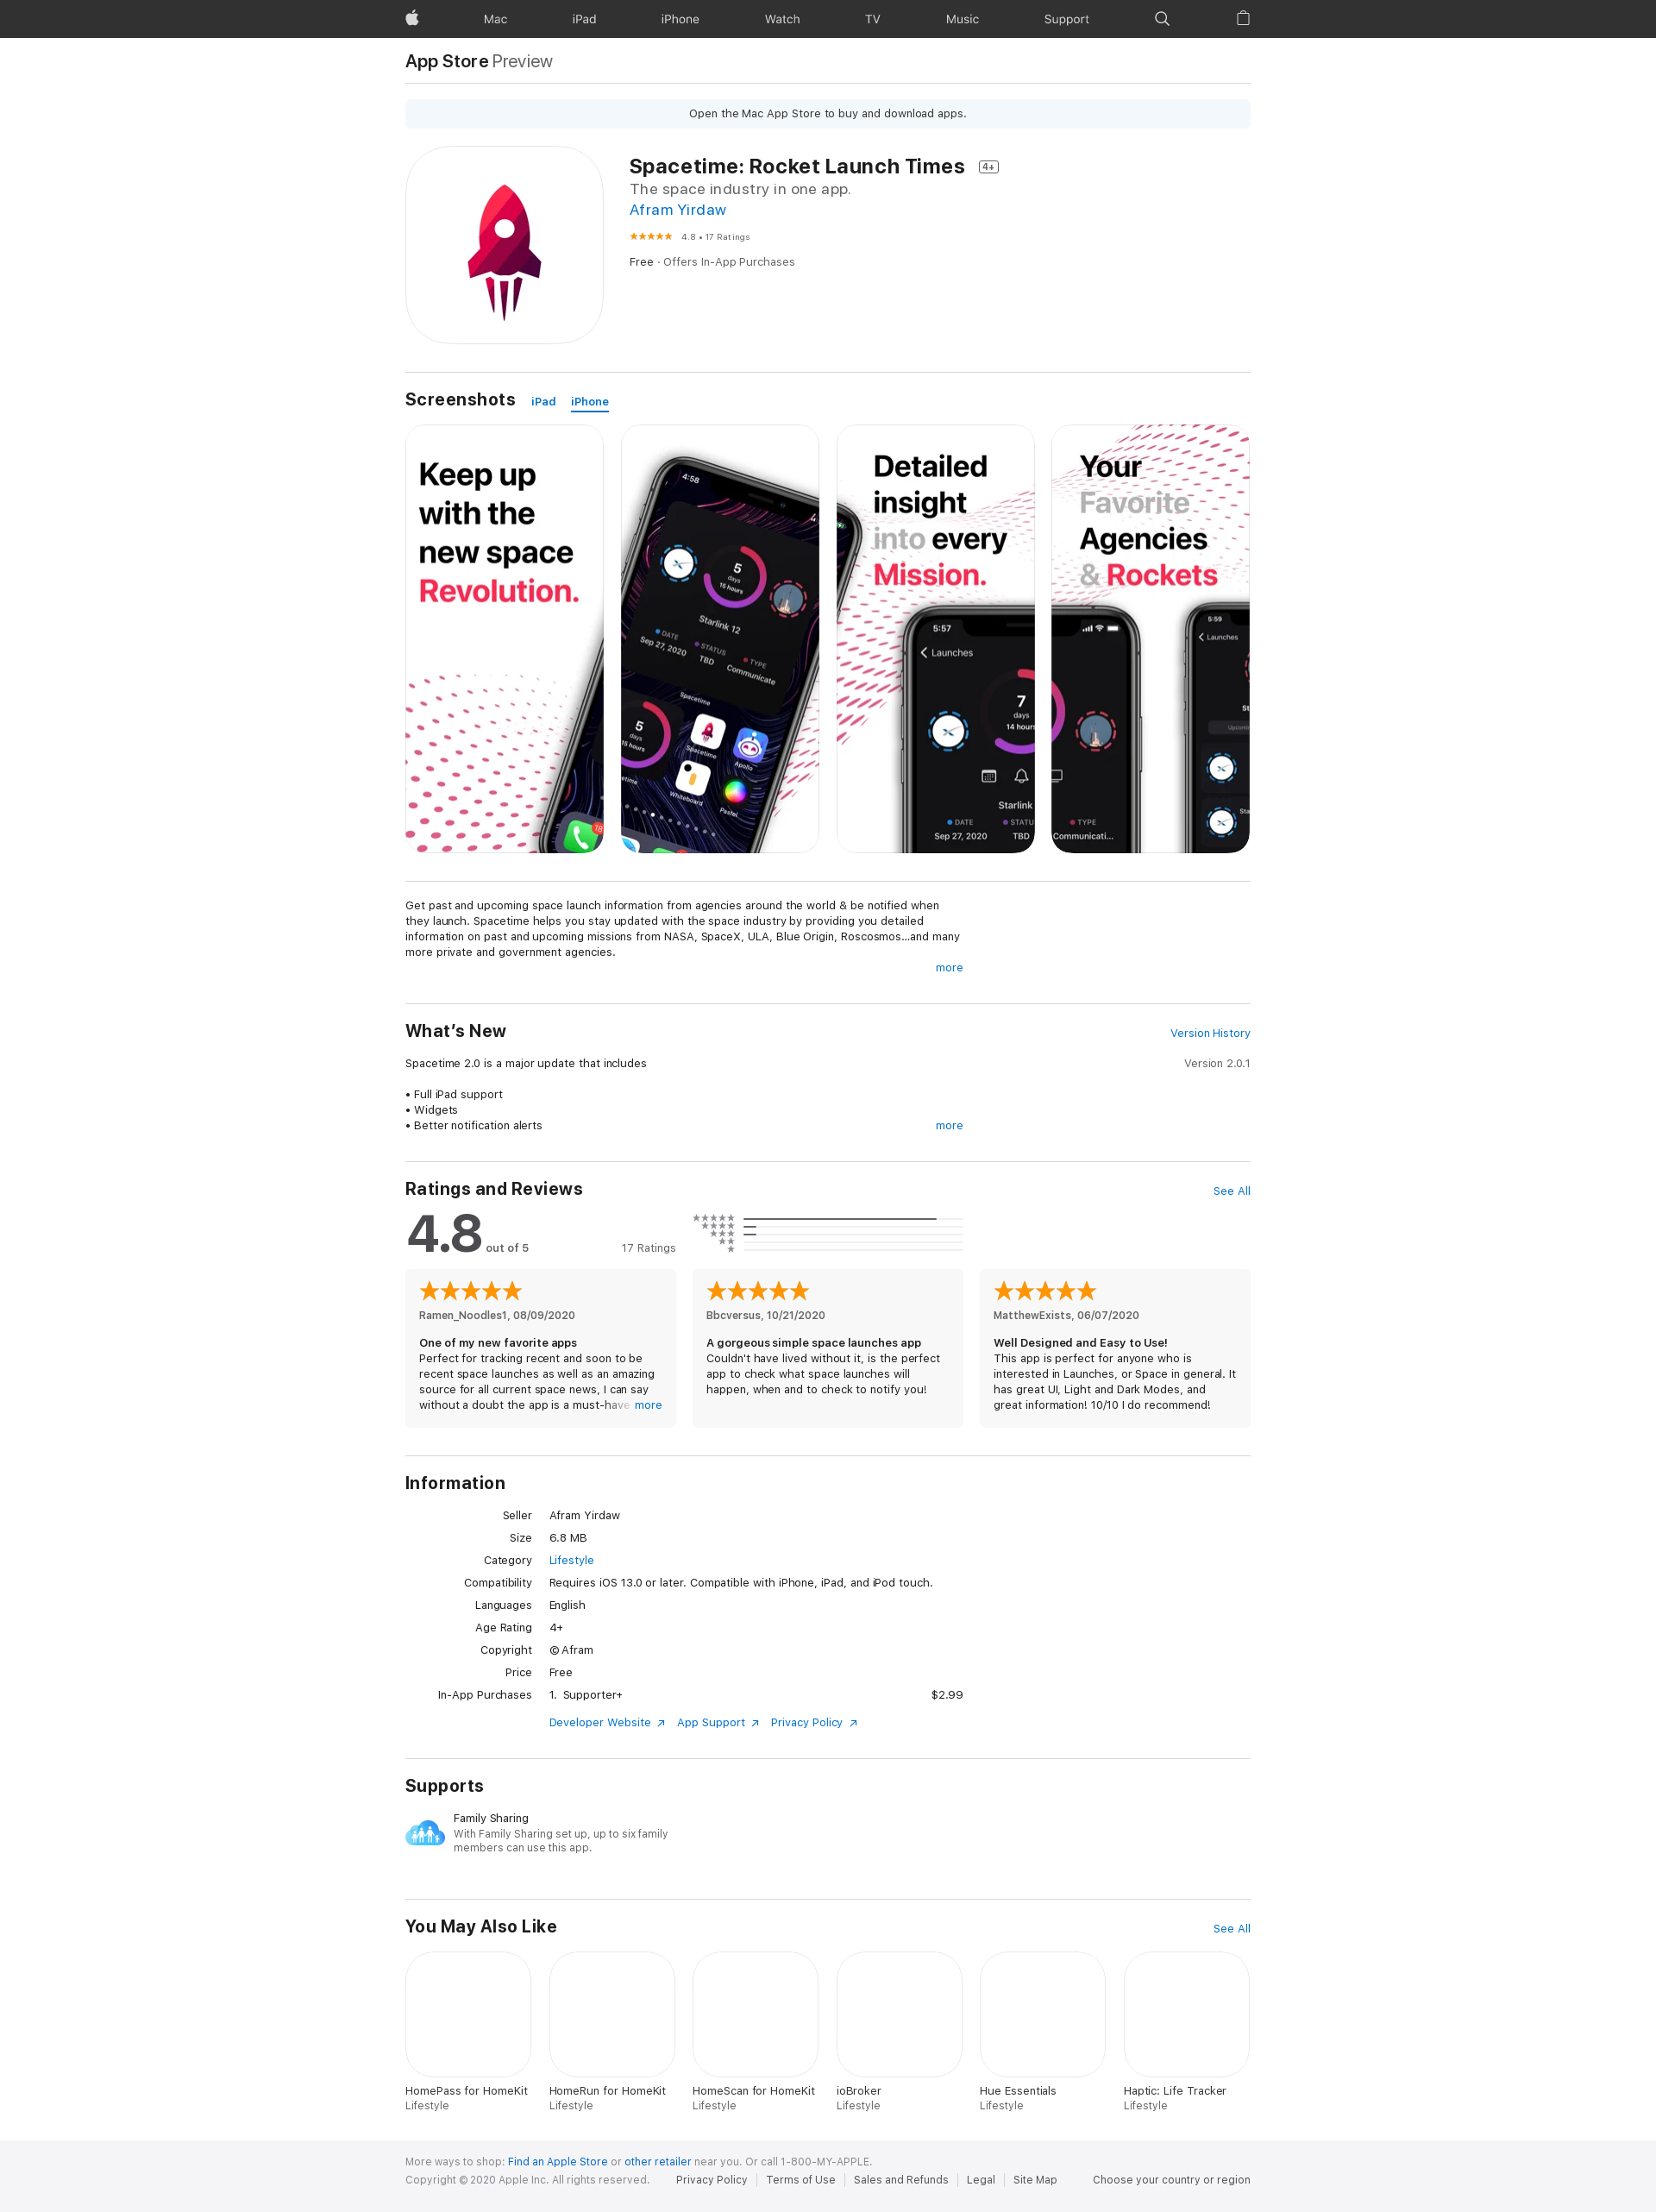 Mac iPad iPhone Watch TV Music Support
App Store Preview
Open the Mac App Store to buy and download apps.
Spacetime: Rocket Launch Times 4+
The space industry in one app.
Afram Yirdaw
★★★★★ 4.8 • 17 Ratings
Free · Offers In-App Purchases
Screenshots iPad iPhone
Keep up
with the
new space
Revolution.
18
4:58
4
5
days
15 hours
Starlink 12
DATE
Sep 27, 2020
STATUS
TBD
TYPE
Communicate
Spacetime
5
days
15 hours
Spacetime
Apollo
Whiteboard
Pastel
Detailed
insight
into every
Mission.
5:57
Launches
7
days
14 hours
Starlink
DATE
Sep 27, 2020
STATU
TBD
Your
Favorite
Agencies
& Rockets
TYPE
Communicati...
5:59
Launches
Get past and upcoming space launch information from agencies around the world & be notified when
they launch. Spacetime helps you stay updated with the space industry by providing you detailed
information on past and upcoming missions from NASA, SpaceX, ULA, Blue Origin, Roscosmos...and many
more private and government agencies.
more
What's New Version History
Spacetime 2.0 is a major update that includes Version 2.0.1
• Full iPad support
• Widgets
• Better notification alerts more
Ratings and Reviews See All
4.8 out of 5 17 Ratings
Ramen_Noodles1, 08/09/2020
One of my new favorite apps
Perfect for tracking recent and soon to be
recent space launches as well as an amazing
source for all current space news, I can say
without a doubt the app is a must-have more
Bbcversus, 10/21/2020
A gorgeous simple space launches app
Couldn't have lived without it, is the perfect
app to check what space launches will
happen, when and to check to notify you!
MatthewExists, 06/07/2020
Well Designed and Easy to Use!
This app is perfect for anyone who is
interested in Launches, or Space in general. It
has great UI, Light and Dark Modes, and
great information! 10/10 I do recommend!
Information
Seller Afram Yirdaw
Size 6.8 MB
Category Lifestyle
Compatibility Requires iOS 13.0 or later. Compatible with iPhone, iPad, and iPod touch.
Languages English
Age Rating 4+
Copyright © Afram
Price Free
In-App Purchases 1. Supporter+ $2.99
Developer Website App Support Privacy Policy
Supports
Family Sharing
With Family Sharing set up, up to six family
members can use this app.
You May Also Like See All
HomePass for HomeKit
Lifestyle
HomeRun for HomeKit
Lifestyle
HomeScan for HomeKit
Lifestyle
ioBroker
Lifestyle
Hue Essentials
Lifestyle
Haptic: Life Tracker
Lifestyle
More ways to shop: Find an Apple Store or other retailer near you. Or call 1-800-MY-APPLE.
Copyright © 2020 Apple Inc. All rights reserved. Privacy Policy Terms of Use Sales and Refunds Legal Site Map Choose your country or region